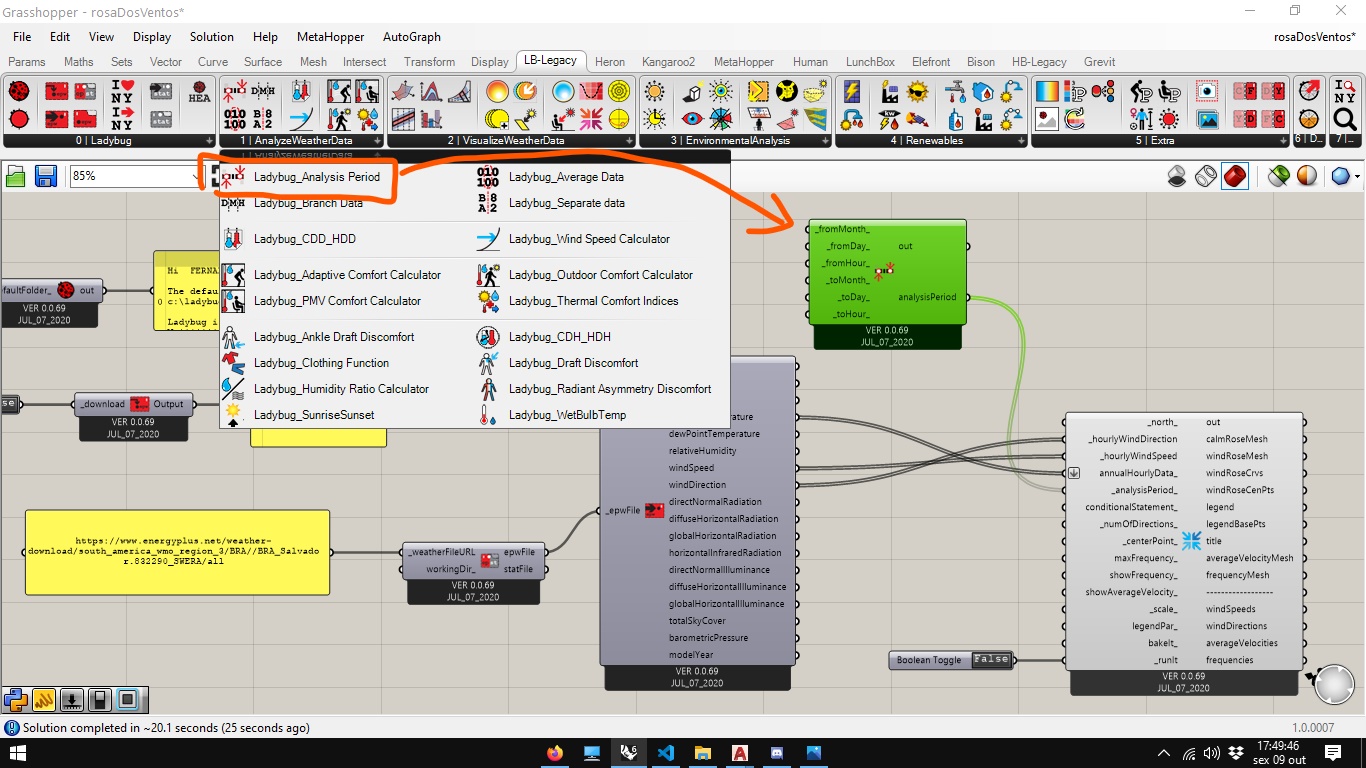 Grasshopper - rosaDosVentos*
File Edit View Display Solution Help MetaHopper AutoGraph
rosaDosVentos*
Params Maths Sets Vector Curve Surface Mesh Intersect Transform Display LB-Legacy Heron Kangaroo2 MetaHopper Human LunchBox Elefront Bison HB-Legacy Grevit
0 | Ladybug
1 | AnalyzeWeatherData
2 | VisualizeWeatherData
3 | EnvironmentalAnalysis
4 | Renewables
5 | Extra
6 | D...
7 |...
85%
Ladybug_Analysis Period
Ladybug_Average Data
Ladybug_Branch Data
Ladybug_Separate data
Ladybug_CDD_HDD
Ladybug_Wind Speed Calculator
Ladybug_Adaptive Comfort Calculator
Ladybug_Outdoor Comfort Calculator
Ladybug_PMV Comfort Calculator
Ladybug_Thermal Comfort Indices
Ladybug_Ankle Draft Discomfort
Ladybug_CDH_HDH
Ladybug_Clothing Function
Ladybug_Draft Discomfort
Ladybug_Humidity Ratio Calculator
Ladybug_Radiant Asymmetry Discomfort
Ladybug_SunriseSunset
Ladybug_WetBulbTemp
_fromMonth_
_fromDay_ out
_fromHour_
_toMonth_
_toDay_ analysisPeriod
_toHour_
VER 0.0.69
JUL_07_2020
efaultFolder_ out
VER 0.0.69
JUL_07_2020
Hi FERNA
The defau
0 c:\ladybu
Ladybug i
se
_download Output
VER 0.0.69
JUL_07_2020
https://www.energyplus.net/weather-
download/south_america_wmo_region_3/BRA//BRA_Salvado
r.832290_SWERA/all
_weatherFileURL epwFile
workingDir_ statFile
VER 0.0.69
JUL_07_2020
_epwFile
erature
dewPointTemperature
relativeHumidity
windSpeed
windDirection
directNormalRadiation
diffuseHorizontalRadiation
globalHorizontalRadiation
horizontalInfraredRadiation
directNormalIlluminance
diffuseHorizontalIlluminance
globalHorizontalIlluminance
totalSkyCover
barometricPressure
modelYear
VER 0.0.69
JUL_07_2020
Boolean Toggle False
_north_ out
_hourlyWindDirection calmRoseMesh
_hourlyWindSpeed windRoseMesh
annualHourlyData_ windRoseCrvs
_analysisPeriod_ windRoseCenPts
conditionalStatement_ legend
_numOfDirections_ legendBasePts
_centerPoint_ title
maxFrequency_ averageVelocityMesh
showFrequency_ frequencyMesh
showAverageVelocity_ ------------------
_scale_ windSpeeds
legendPar_ windDirections
bakeIt_ averageVelocities
_runIt frequencies
VER 0.0.69
JUL_07_2020
Solution completed in ~20.1 seconds (25 seconds ago)
1.0.0007
17:49:46
sex 09 out